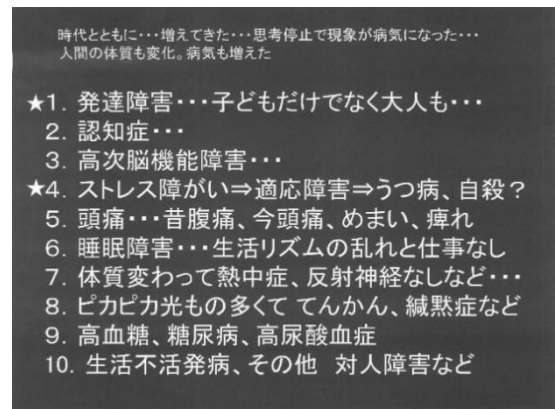 時代とともに・・・増えてきた・・・思考停止で現象が病気になった・・・
人間の体質も変化。病気も増えた
★1. 発達障害・・・子どもだけでなく大人も・・・
2. 認知症・・・
3. 高次脳機能障害・・・
★4. ストレス障がい⇒適応障害⇒うつ病、自殺？
5. 頭痛・・・昔腹痛、今頭痛、めまい、痺れ
6. 睡眠障害・・・生活リズムの乱れと仕事なし
7. 体質変わって熱中症、反射神経なしなど・・・
8. ピカピカ光もの多くて てんかん、緘黙症など
9. 高血糖、糖尿病、高尿酸血症
10. 生活不活発病、その他 対人障害など